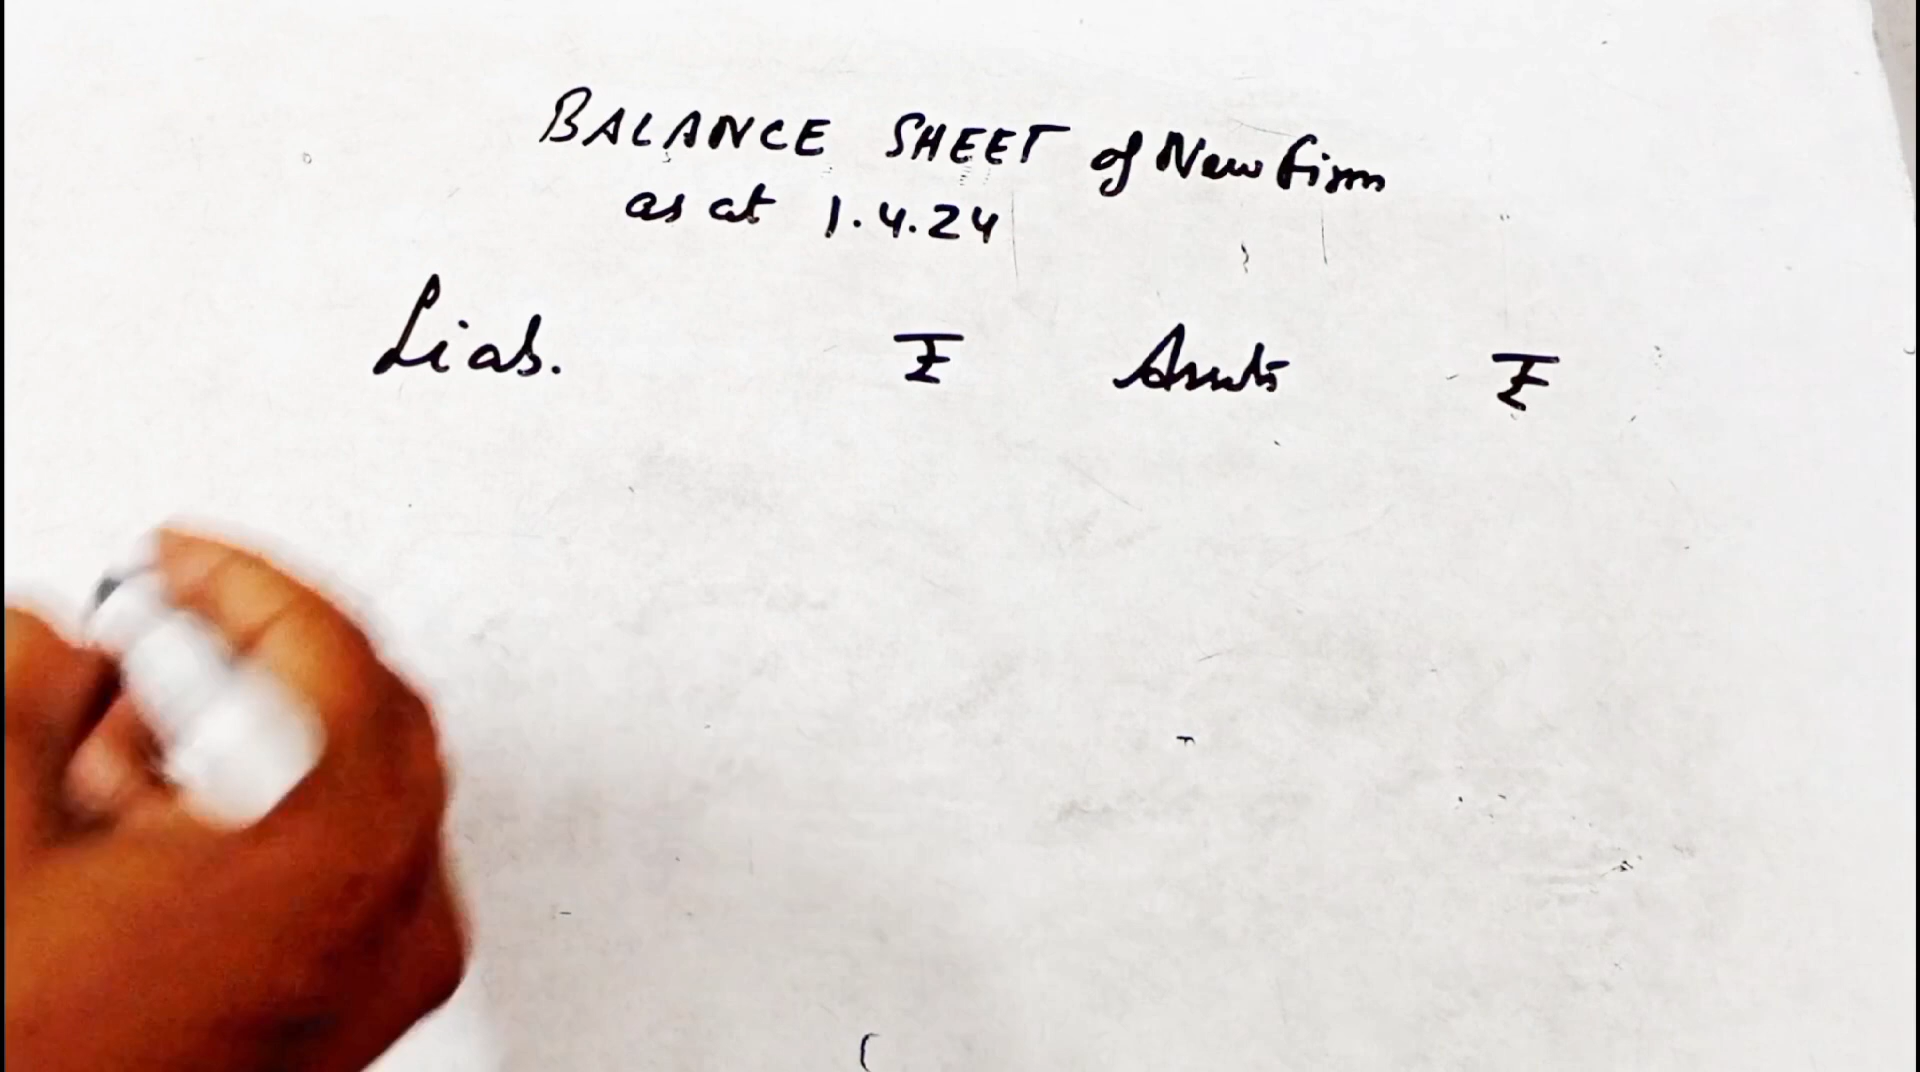 BALANCE SHEET of New firm
as at 1.4.24
Liab. ₹ Assets ₹